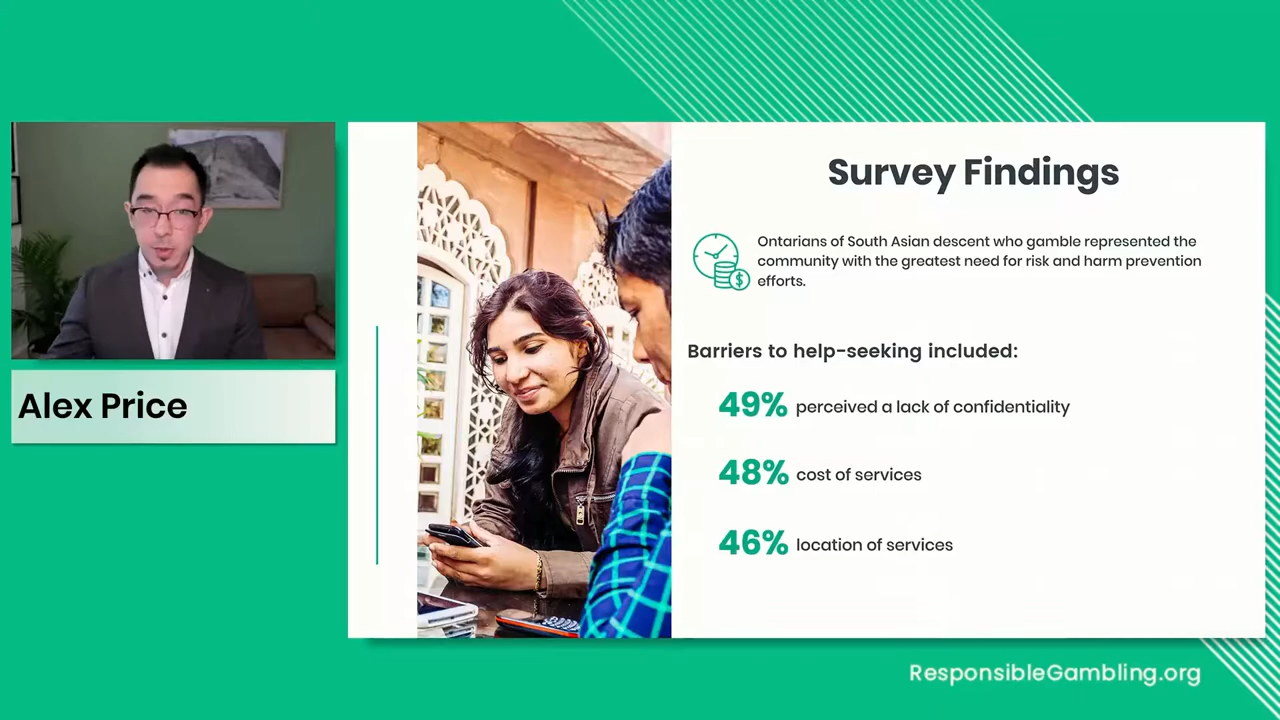 Survey Findings
Ontarians of South Asian descent who gamble represented the
community with the greatest need for risk and harm prevention
efforts.
Barriers to help-seeking included:
49% perceived a lack of confidentiality
48% cost of services
46% location of services
Alex Price
ResponsibleGambling.org